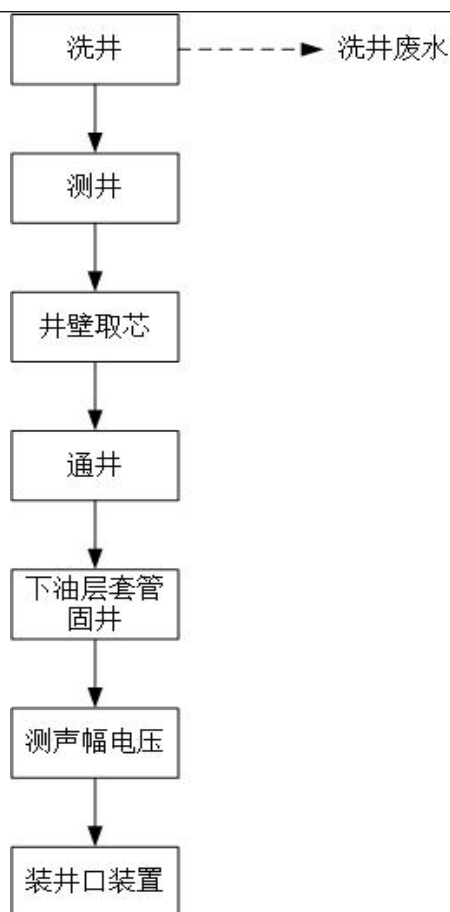 洗井
洗井废水
测井
井壁取芯
通井
下油层套管
固井
测声幅电压
装井口装置